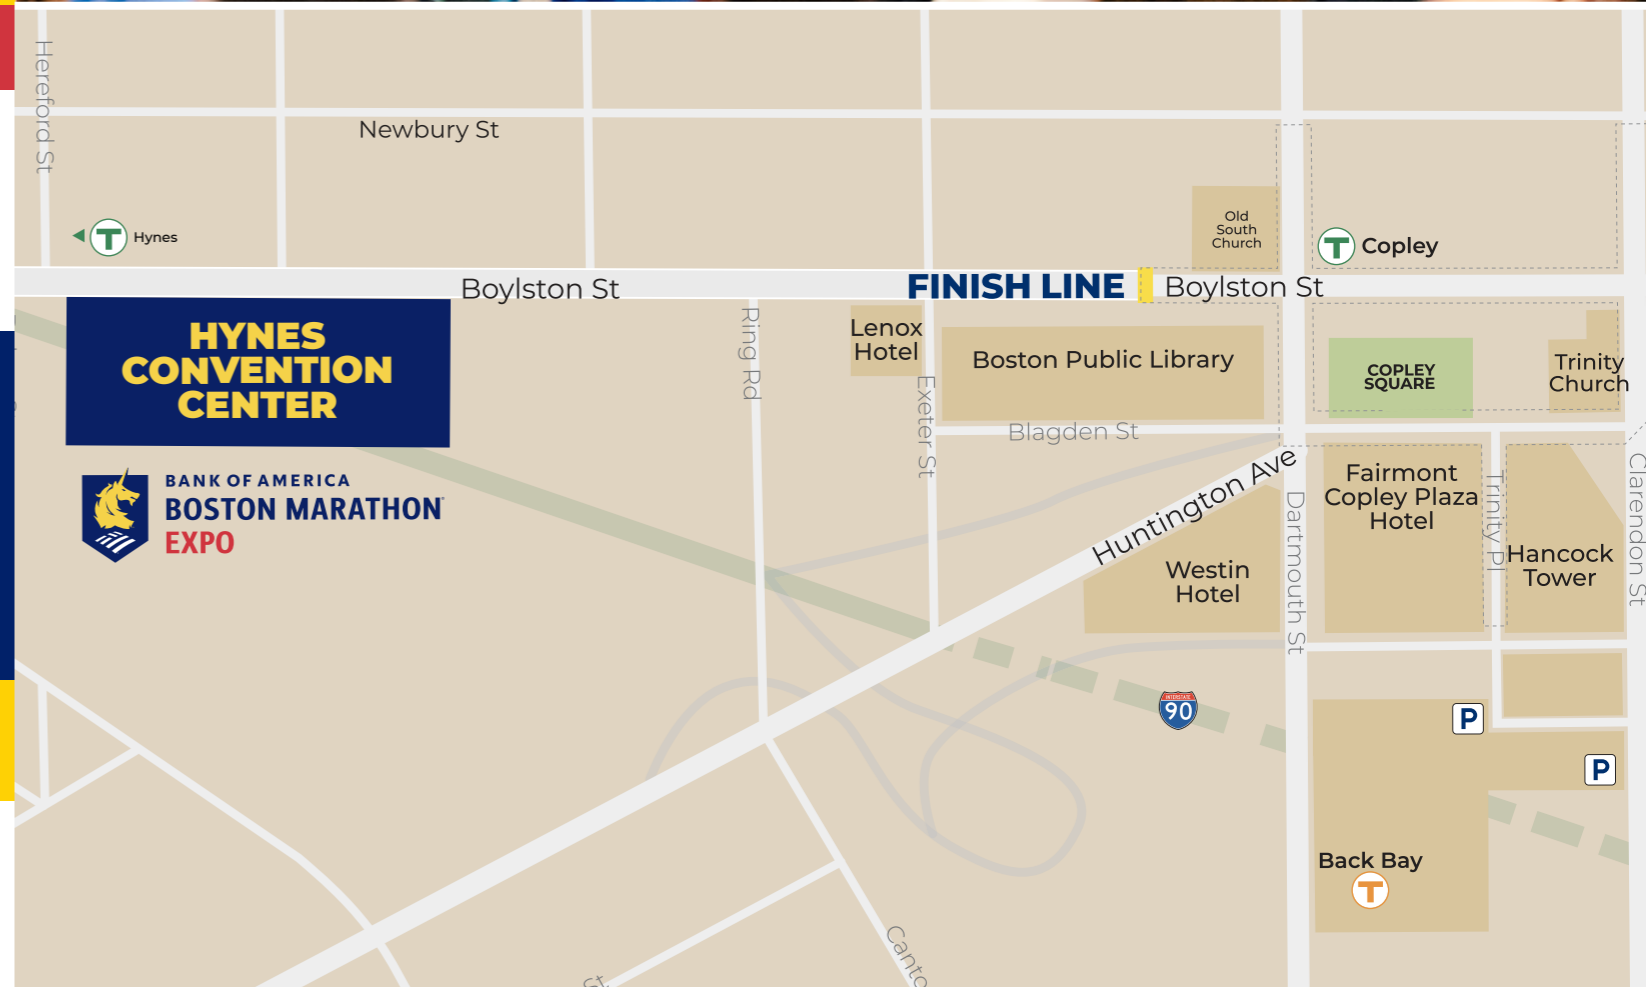 Hereford St
Newbury St
Hynes
Boylston St
FINISH LINE
Boylston St
Old
South
Church
Copley
HYNES
CONVENTION
CENTER
BANK OF AMERICA
BOSTON MARATHON
EXPO
Ring Rd
Lenox
Hotel
Exeter St
Boston Public Library
Blagden St
COPLEY
SQUARE
Trinity
Church
Huntington Ave
Westin
Hotel
Dartmouth St
Fairmont
Copley Plaza
Hotel
Trinity Pl
Hancock
Tower
Clarendon St
INTERSTATE
90
P
P
Back Bay
T
T
T
Canto
St